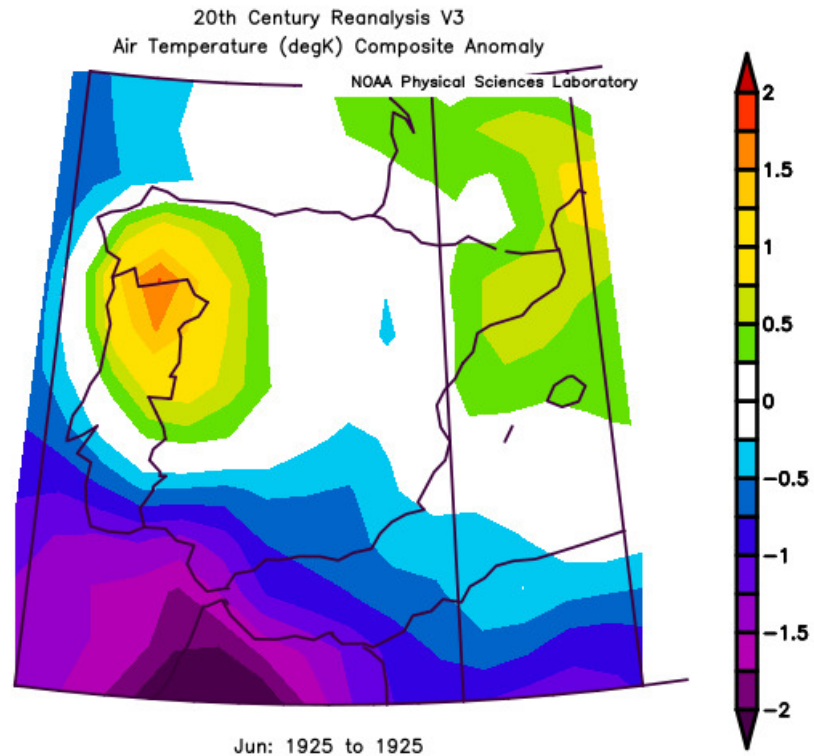 20th Century Reanalysis V3
Air Temperature (degK) Composite Anomaly
NOAA Physical Sciences Laboratory
2
1.5
1
0.5
0
−0.5
−1
−1.5
−2
Jun: 1925 to 1925